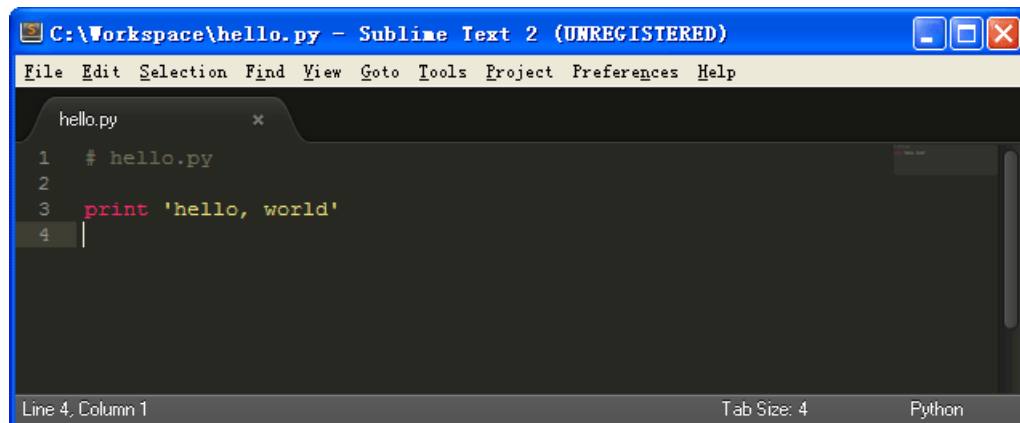 C:\Workspace\hello.py - Sublime Text 2 (UNREGISTERED)
File Edit Selection Find View Goto Tools Project Preferences Help
hello.py ×
1 # hello.py
2
3 print 'hello, world'
4
Line 4, Column 1 Tab Size: 4 Python